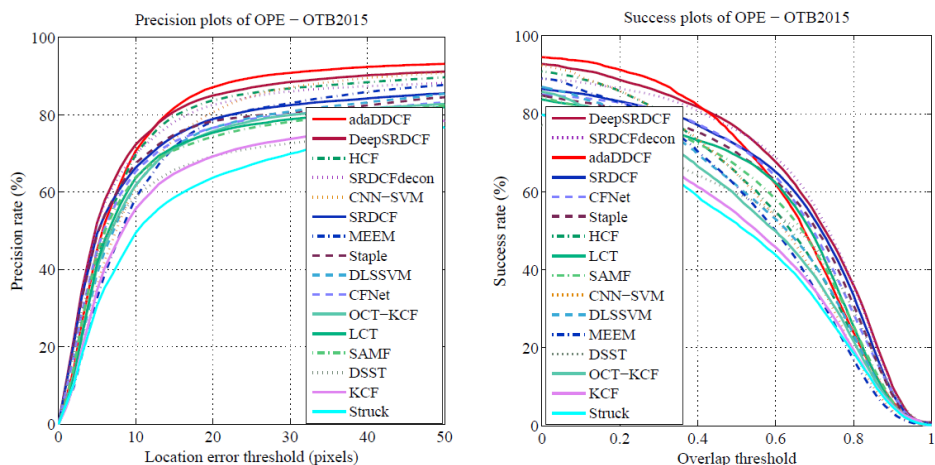 Precision plots of OPE − OTB2015
Precision rate (%)
100
80
60
40
20
0
0 10 20 30 40 50
Location error threshold (pixels)
adaDDCF
DeepSRDCF
HCF
SRDCFdecon
CNN−SVM
SRDCF
MEEM
Staple
DLSSVM
CFNet
OCT−KCF
LCT
SAMF
DSST
KCF
Struck
Success plots of OPE − OTB2015
Success rate (%)
100
80
60
40
20
0
0 0.2 0.4 0.6 0.8 1
Overlap threshold
DeepSRDCF
SRDCFdecon
adaDDCF
SRDCF
CFNet
Staple
HCF
LCT
SAMF
CNN−SVM
DLSSVM
MEEM
DSST
OCT−KCF
KCF
Struck